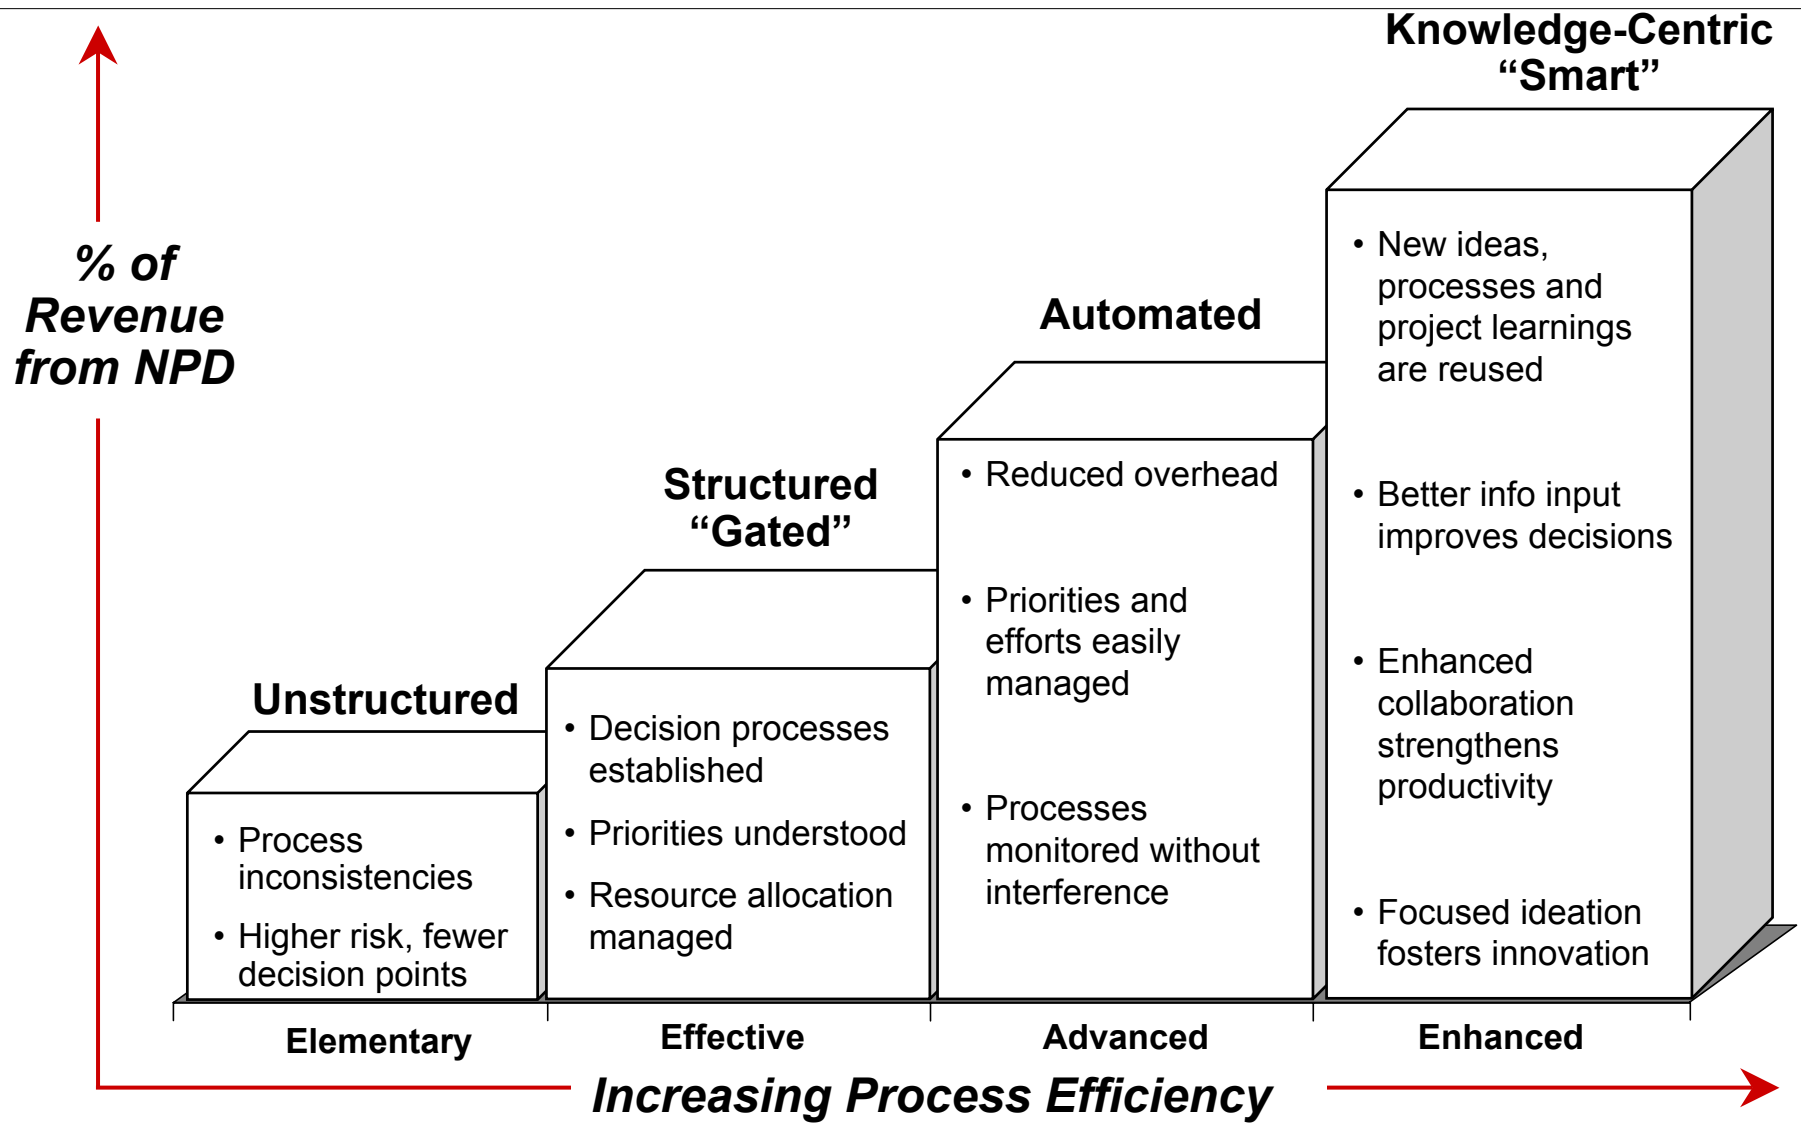 Knowledge-Centric
“Smart”
% of
Revenue
from NPD
Automated
Structured
“Gated”
Unstructured
• Process
inconsistencies
• Higher risk, fewer
decision points
• Decision processes
established
• Priorities understood
• Resource allocation
managed
• Reduced overhead
• Priorities and
efforts easily
managed
• Processes
monitored without
interference
• New ideas,
processes and
project learnings
are reused
• Better info input
improves decisions
• Enhanced
collaboration
strengthens
productivity
• Focused ideation
fosters innovation
Elementary
Effective
Advanced
Enhanced
Increasing Process Efficiency